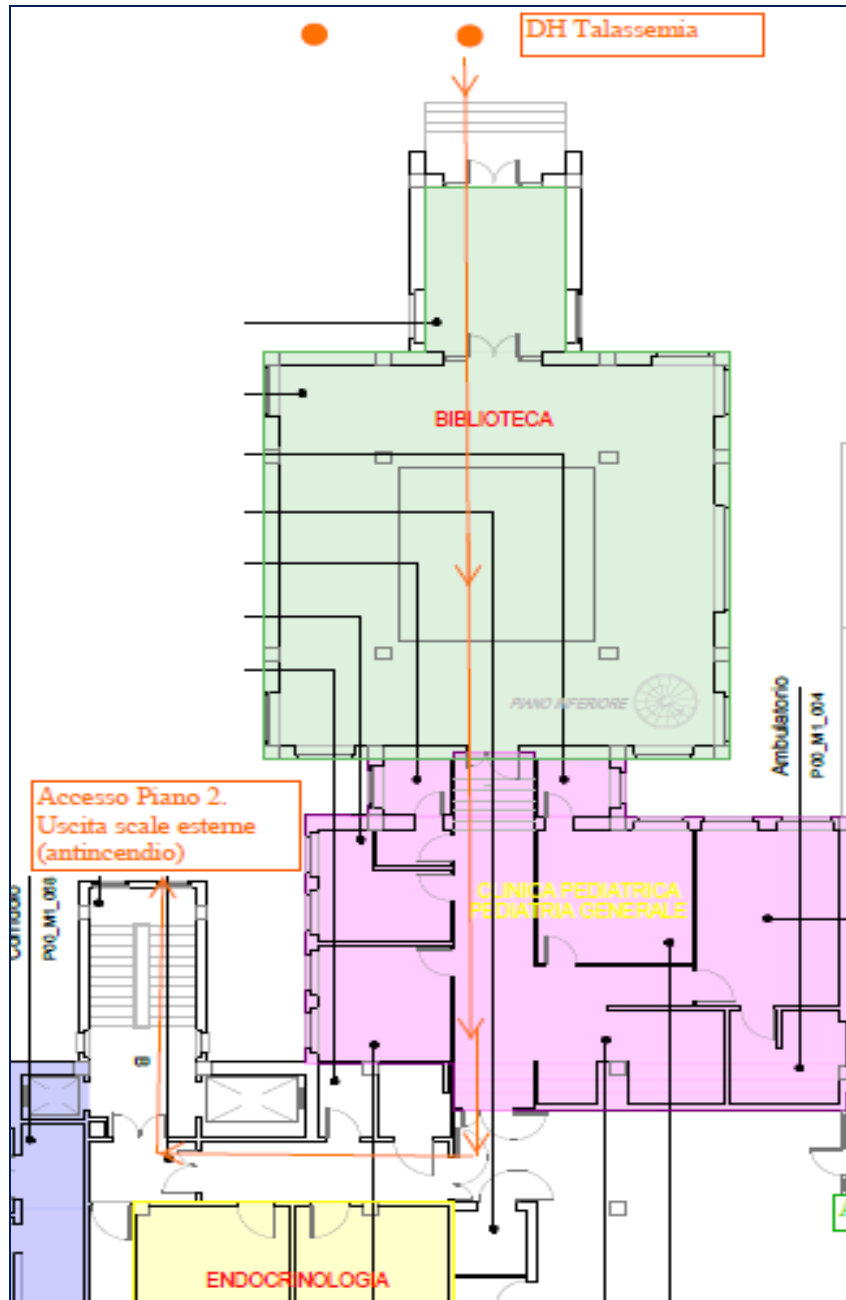 DH Talassemia
BIBLIOTECA
PIANO INFERIORE
Ambulatorio
P00_M1_004
Accesso Piano 2.
Uscita scale esterne
(antincendio)
P00_M1_068
CLINICA PEDIATRICA
PEDIATRIA GENERALE
B
ENDOCRINOLOGIA